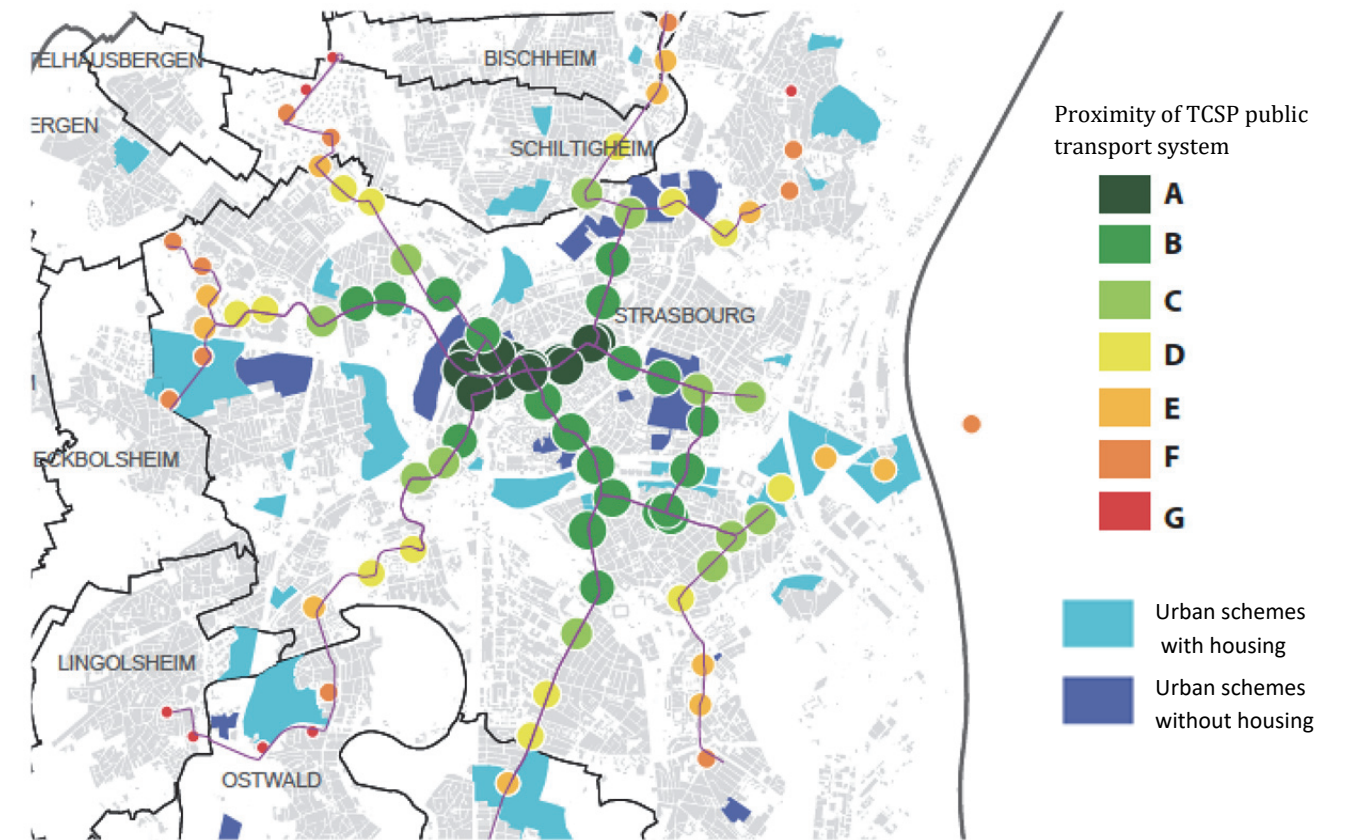 TELHAUSBERGEN
BISCHHEIM
ERGEN
SCHILTIGHEIM
STRASBOURG
ECKBOLSHEIM
LINGOLSHEIM
OSTWALD
Proximity of TCSP public
transport system
A
B
C
D
E
F
G
Urban schemes
with housing
Urban schemes
without housing